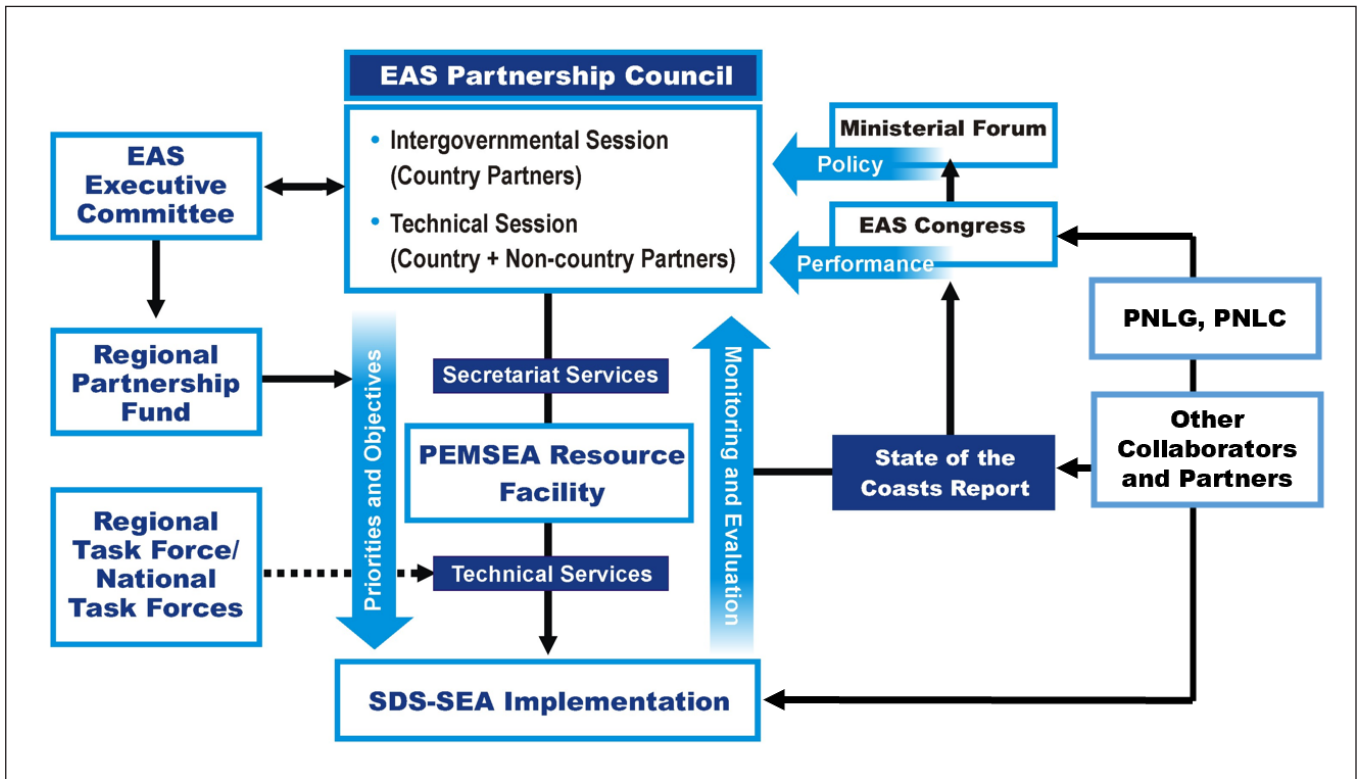 EAS Partnership Council
• Intergovernmental Session
(Country Partners)
• Technical Session
(Country + Non-country Partners)
EAS
Executive
Committee
Ministerial Forum
Policy
EAS Congress
Performance
PNLG, PNLC
Regional
Partnership
Fund
Priorities and Objectives
Secretariat Services
Monitoring and Evaluation
PEMSEA Resource
Facility
State of the
Coasts Report
Other
Collaborators
and Partners
Regional
Task Force/
National
Task Forces
Technical Services
SDS-SEA Implementation